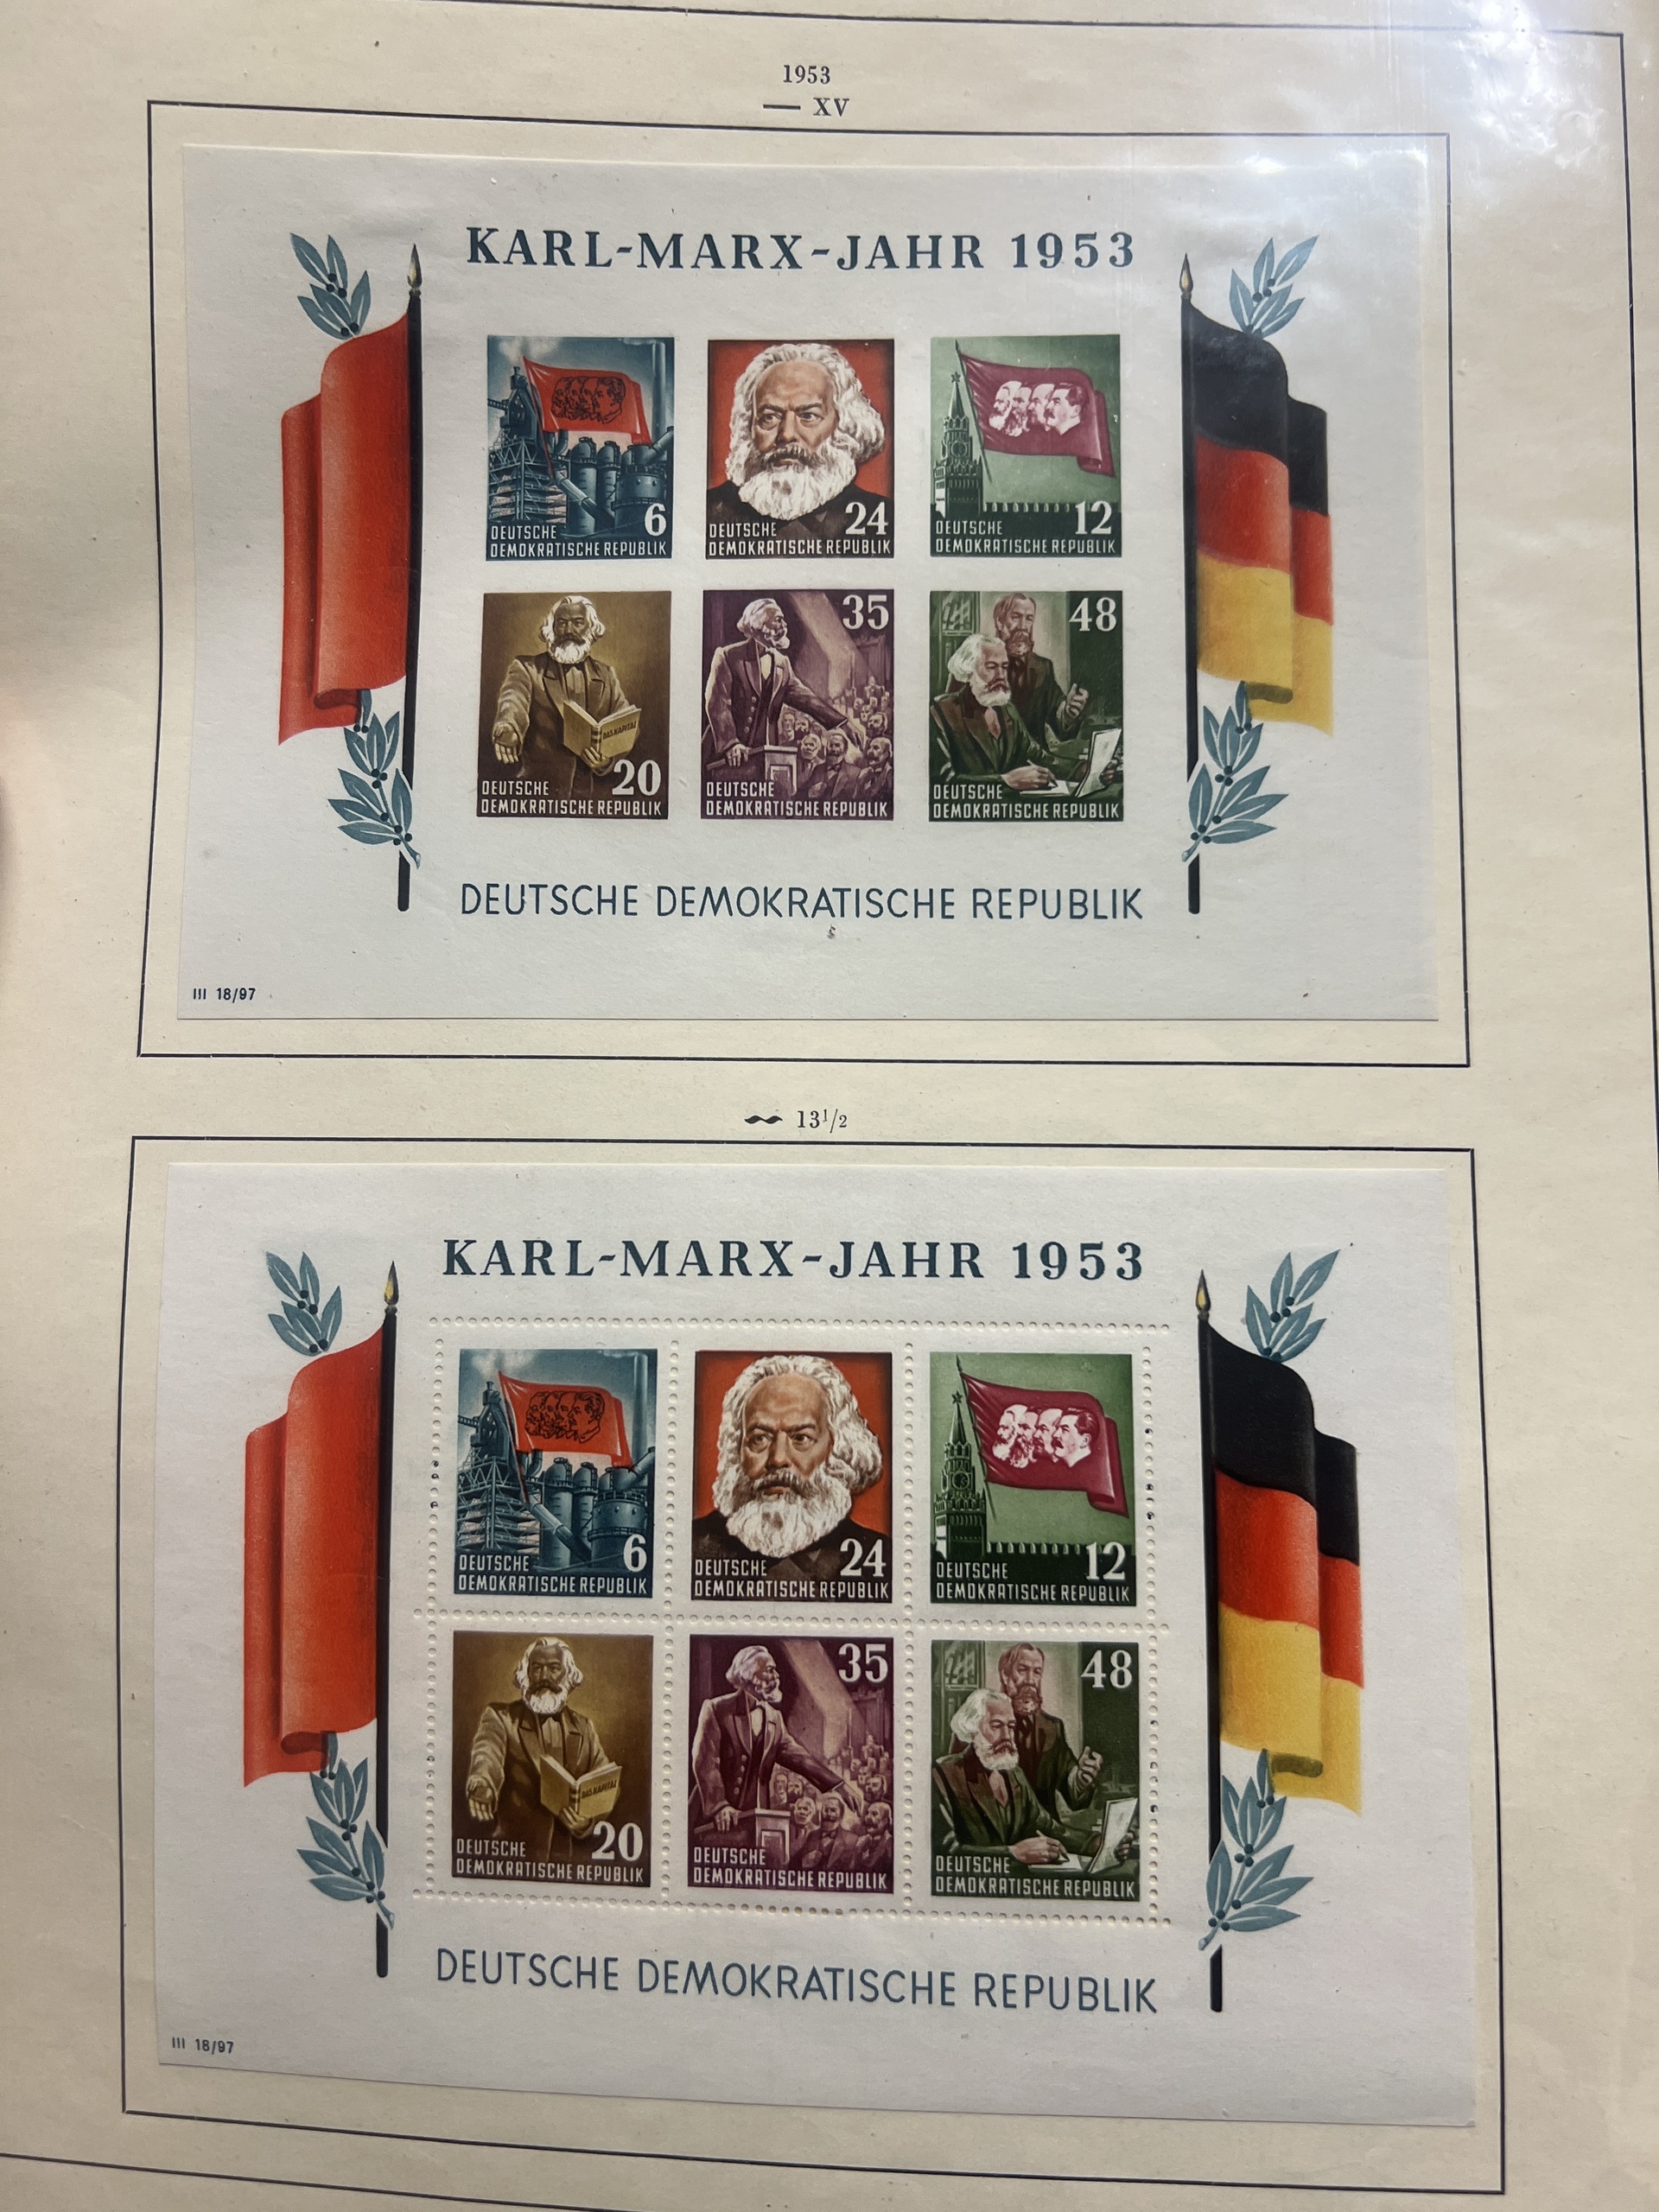 1953
— XV
KARL-MARX-JAHR 1953
6
DEUTSCHE
DEMOKRATISCHE REPUBLIK
24
DEUTSCHE
DEMOKRATISCHE REPUBLIK
12
DEUTSCHE
DEMOKRATISCHE REPUBLIK
DAS KAPITAL
20
DEUTSCHE
DEMOKRATISCHE REPUBLIK
35
DEUTSCHE
DEMOKRATISCHE REPUBLIK
48
DEUTSCHE
DEMOKRATISCHE REPUBLIK
DEUTSCHE DEMOKRATISCHE REPUBLIK
III 18/97
13½
KARL-MARX-JAHR 1953
6
DEUTSCHE
DEMOKRATISCHE REPUBLIK
24
DEUTSCHE
DEMOKRATISCHE REPUBLIK
12
DEUTSCHE
DEMOKRATISCHE REPUBLIK
DAS KAPITAL
20
DEUTSCHE
DEMOKRATISCHE REPUBLIK
35
DEUTSCHE
DEMOKRATISCHE REPUBLIK
48
DEUTSCHE
DEMOKRATISCHE REPUBLIK
DEUTSCHE DEMOKRATISCHE REPUBLIK
III 18/97